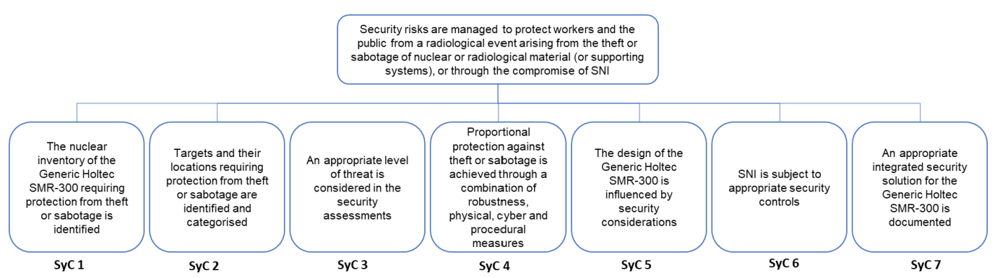 Security risks are managed to protect workers and the
public from a radiological event arising from the theft or
sabotage of nuclear or radiological material (or supporting
systems), or through the compromise of SNI
The nuclear
inventory of the
Generic Holtec
SMR-300 requiring
protection from theft
or sabotage is
identified
Targets and their
locations requiring
protection from theft
or sabotage are
identified and
categorised
An appropriate level
of threat is
considered in the
security
assessments
Proportional
protection against
theft or sabotage is
achieved through a
combination of
robustness,
physical, cyber and
procedural
measures
The design of the
Generic Holtec
SMR-300 is
influenced by
security
considerations
SNI is subject to
appropriate security
controls
An appropriate
integrated security
solution for the
Generic Holtec
SMR-300 is
documented
SyC 1
SyC 2
SyC 3
SyC 4
SyC 5
SyC 6
SyC 7